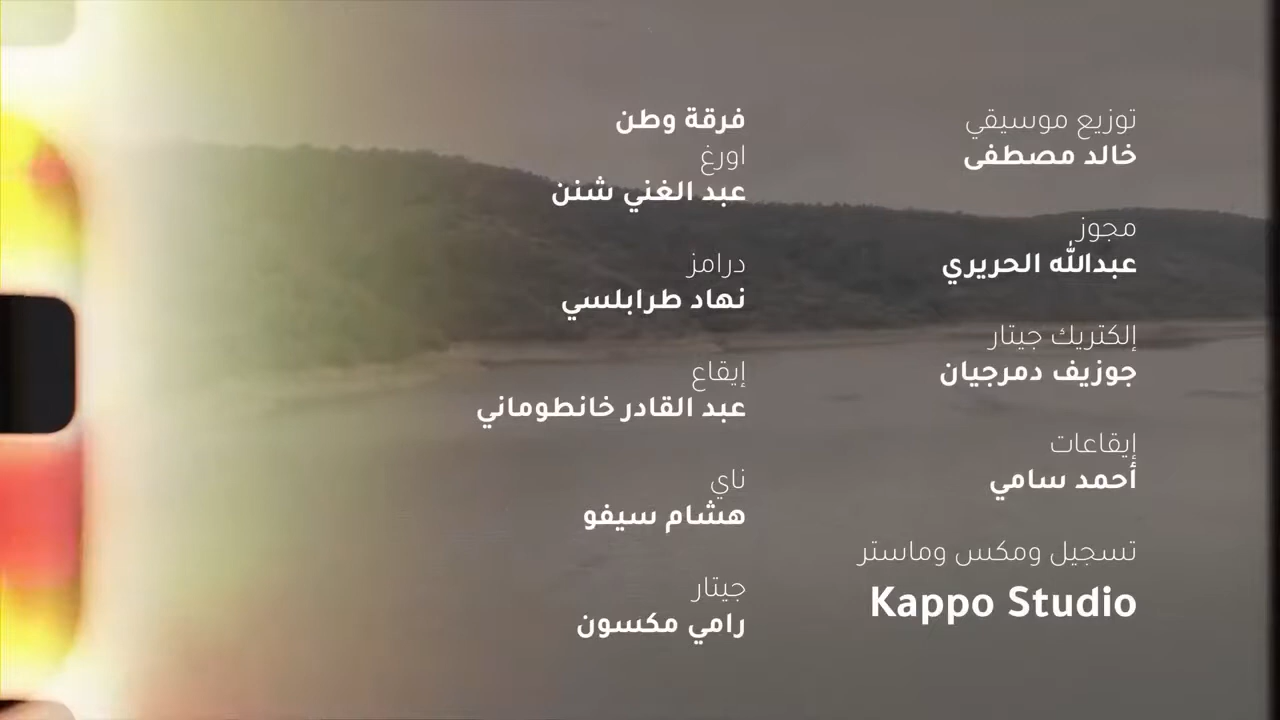 توزيع موسيقي
خالد مصطفى
مجوز
عبدالله الحريري
إلكتريك جيتار
جوزيف دمرجيان
إيقاعات
أحمد سامي
تسجيل ومكس وماستر
Kappo Studio
فرقة وطن
اورغ
عبد الغني شنن
درامز
نهاد طرابلسي
إيقاع
عبد القادر خانطوماني
ناي
هشام سيفو
جيتار
رامي مكسون